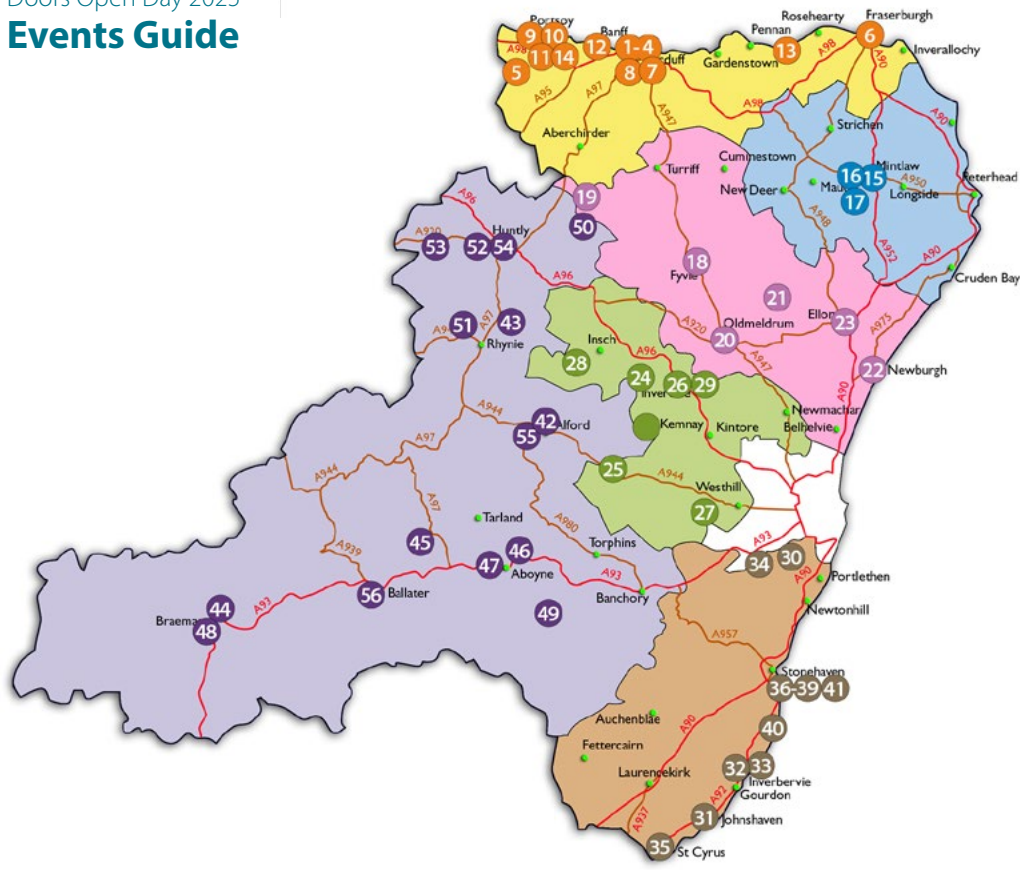 Doors Open Day 2025
Events Guide
Portsoy
Banff
Pennan
Rosehearty
Fraserburgh
Inverallochy
Gardenstown
9
10
11
14
5
12
1-4
8
7
13
6
A98
A95
A97
A947
A98
A98
A90
A90
Aberchirder
Turriff
Cuminestown
New Deer
Strichen
Mintlaw
16
15
17
A950
Longside
Peterhead
A948
A952
A90
Cruden Bay
19
50
18
Fyvie
21
Oldmeldrum
20
Ellon
23
A920
A947
A975
22
Newburgh
A90
A96
Huntly
53
52
54
A96
51
43
A97
Rhynie
Insch
28
A96
24
26
29
Kemnay
Kintore
Newmachar
Belhelvie
25
A944
Westhill
27
A944
42
55
Alford
A97
A944
A97
A939
A980
Tarland
45
46
47
Aboyne
Torphins
A93
Banchory
49
56
Ballater
A93
44
48
A93
34
30
A90
Portlethen
Newtonhill
A957
Stonehaven
36-39
41
40
Auchenblae
Fettercairn
Laurencekirk
A90
32
33
Inverbervie
Gourdon
A92
A937
31
Johnshaven
35
St Cyrus